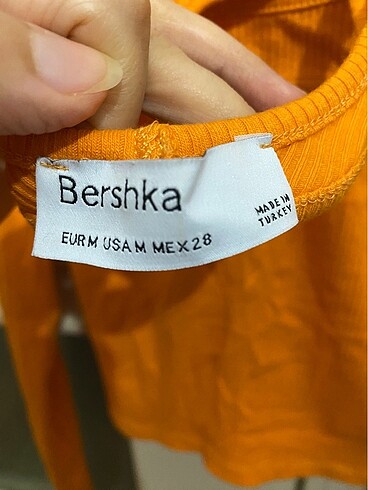 Bershka
EUR M USA M MEX 28
MADE IN
TURKEY